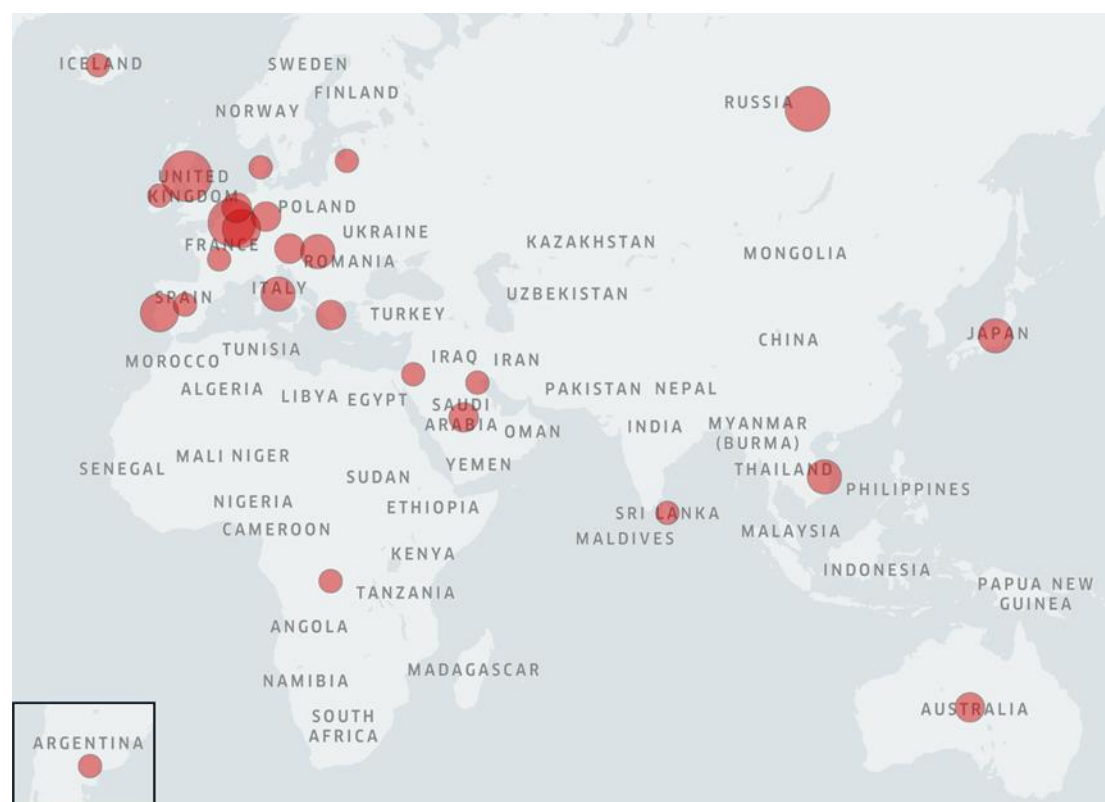 ICELAND
SWEDEN
FINLAND
NORWAY
RUSSIA
UNITED
KINGDOM
POLAND
UKRAINE
FRANCE
ROMANIA
KAZAKHSTAN
MONGOLIA
ITALY
SPAIN
UZBEKISTAN
TURKEY
CHINA
JAPAN
TUNISIA
MOROCCO
IRAQ
IRAN
ALGERIA
LIBYA
EGYPT
PAKISTAN
NEPAL
SAUDI
ARABIA
OMAN
INDIA
MYANMAR
(BURMA)
SENEGAL
MALI
NIGER
YEMEN
THAILAND
SUDAN
PHILIPPINES
NIGERIA
ETHIOPIA
SRI LANKA
CAMEROON
MALDIVES
MALAYSIA
KENYA
INDONESIA
TANZANIA
PAPUA NEW
GUINEA
ANGOLA
MADAGASCAR
NAMIBIA
AUSTRALIA
SOUTH
AFRICA
ARGENTINA